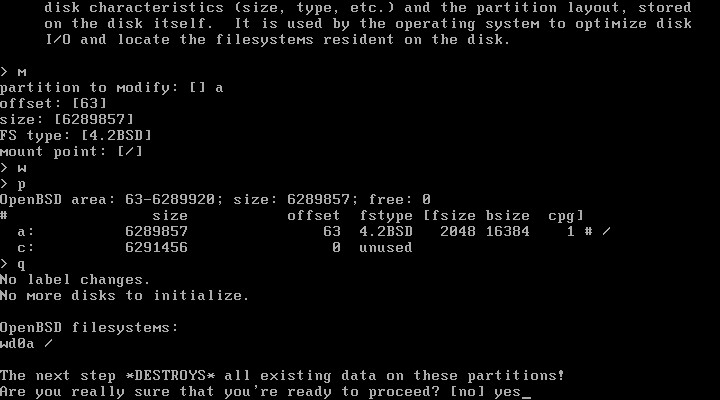 disk characteristics (size, type, etc.) and the partition layout, stored
on the disk itself.  It is used by the operating system to optimize disk
I/O and locate the filesystems resident on the disk.
> m
partition to modify: [] a
offset: [63]
size: [6289857]
FS type: [4.2BSD]
mount point: [/]
> w
> p
OpenBSD area: 63-6289920; size: 6289857; free: 0
#                size           offset  fstype [fsize bsize  cpg]
  a:          6289857               63  4.2BSD   2048 16384    1 # /
  c:          6291456                0  unused
> q
No label changes.
No more disks to initialize.
OpenBSD filesystems:
wd0a /
The next step *DESTROYS* all existing data on these partitions!
Are you really sure that you're ready to proceed? [no] yes_